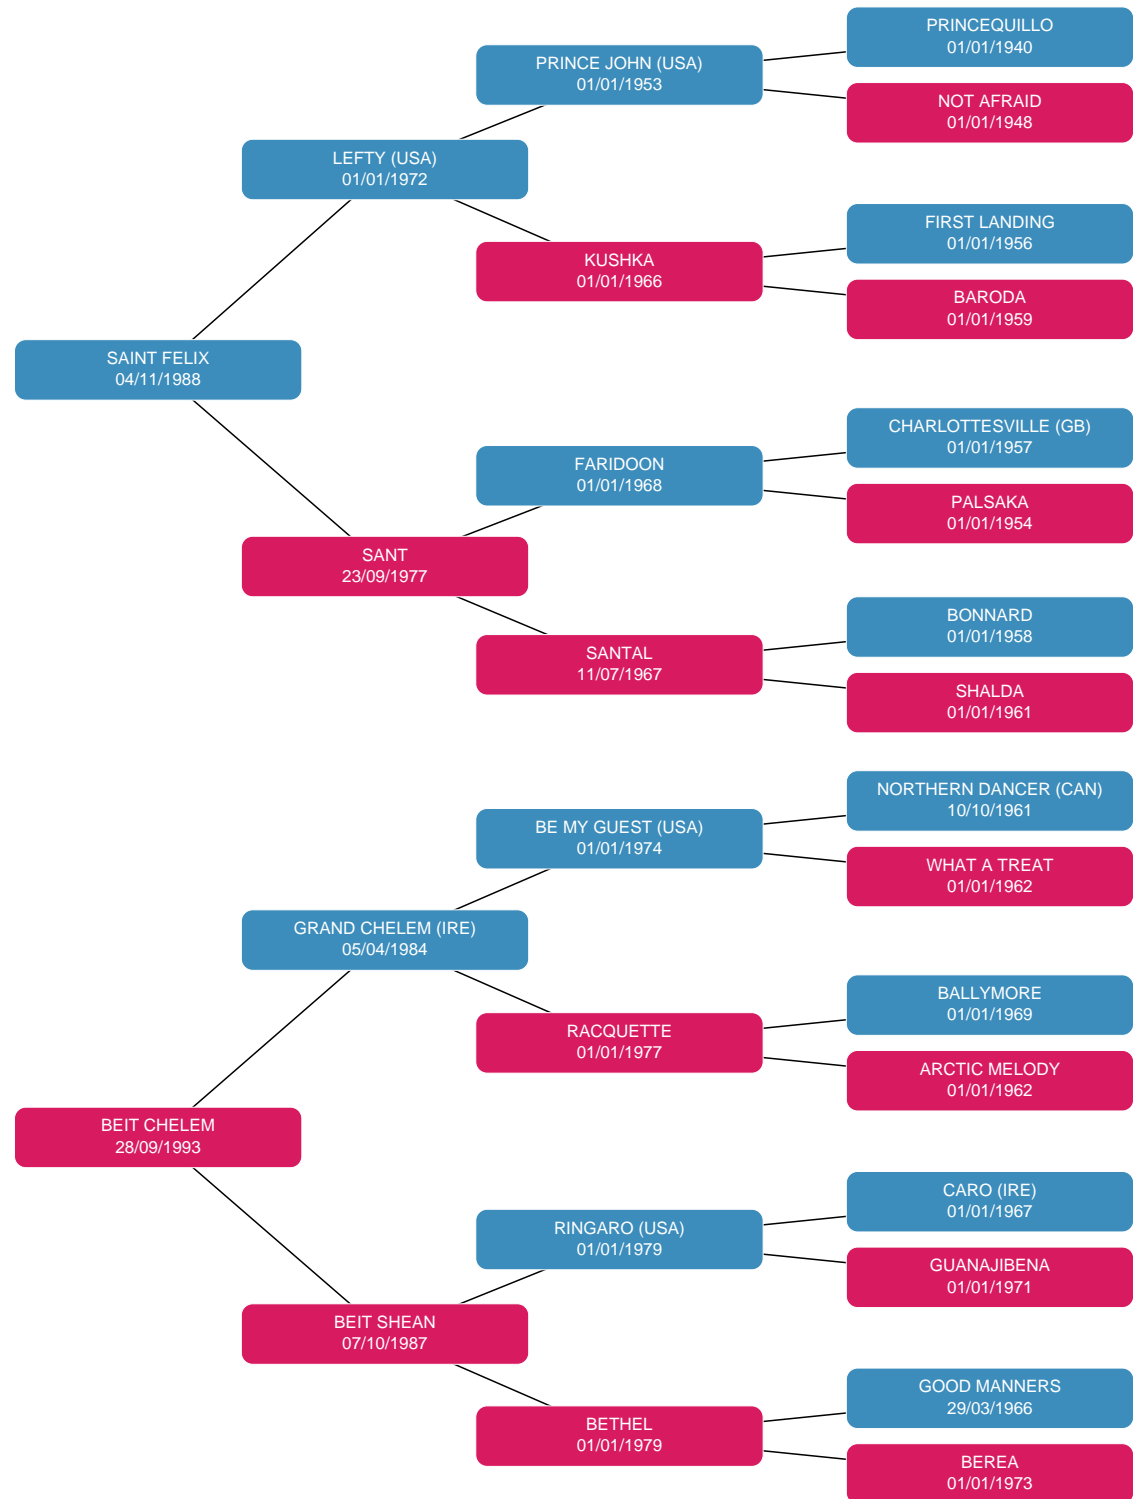 PRINCEQUILLO
01/01/1940
PRINCE JOHN (USA)
01/01/1953
NOT AFRAID
01/01/1948
LEFTY (USA)
01/01/1972
FIRST LANDING
01/01/1956
KUSHKA
01/01/1966
BARODA
01/01/1959
SAINT FELIX
04/11/1988
CHARLOTTESVILLE (GB)
01/01/1957
FARIDOON
01/01/1968
PALSAKA
01/01/1954
SANT
23/09/1977
BONNARD
01/01/1958
SANTAL
11/07/1967
SHALDA
01/01/1961
NORTHERN DANCER (CAN)
10/10/1961
BE MY GUEST (USA)
01/01/1974
WHAT A TREAT
01/01/1962
GRAND CHELEM (IRE)
05/04/1984
BALLYMORE
01/01/1969
RACQUETTE
01/01/1977
ARCTIC MELODY
01/01/1962
BEIT CHELEM
28/09/1993
CARO (IRE)
01/01/1967
RINGARO (USA)
01/01/1979
GUANAJIBENA
01/01/1971
BEIT SHEAN
07/10/1987
GOOD MANNERS
29/03/1966
BETHEL
01/01/1979
BEREA
01/01/1973